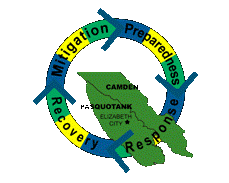 Mitigation
Preparedness
Response
Recovery
CAMDEN
PASQUOTANK
ELIZABETH
CITY